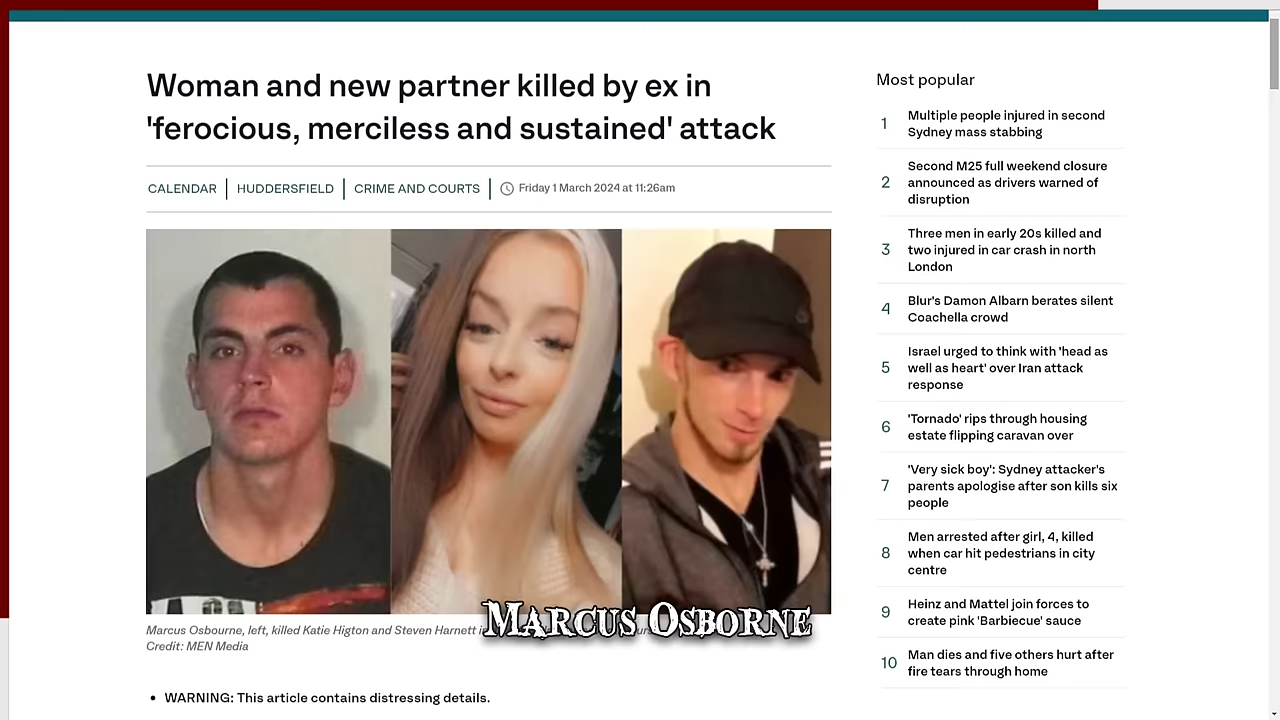 Woman and new partner killed by ex in
'ferocious, merciless and sustained' attack
CALENDAR
HUDDERSFIELD
CRIME AND COURTS
Friday 1 March 2024 at 11:26am
Marcus Osbourne, left, killed Katie Higton and Steven Harnett
Credit: MEN Media
MARCUS OSBORNE
• WARNING: This article contains distressing details.
Most popular
1
Multiple people injured in second
Sydney mass stabbing
2
Second M25 full weekend closure
announced as drivers warned of
disruption
3
Three men in early 20s killed and
two injured in car crash in north
London
4
Blur's Damon Albarn berates silent
Coachella crowd
5
Israel urged to think with 'head as
well as heart' over Iran attack
response
6
'Tornado' rips through housing
estate flipping caravan over
7
'Very sick boy': Sydney attacker's
parents apologise after son kills six
people
8
Men arrested after girl, 4, killed
when car hit pedestrians in city
centre
9
Heinz and Mattel join forces to
create pink 'Barbiecue' sauce
10
Man dies and five others hurt after
fire tears through home